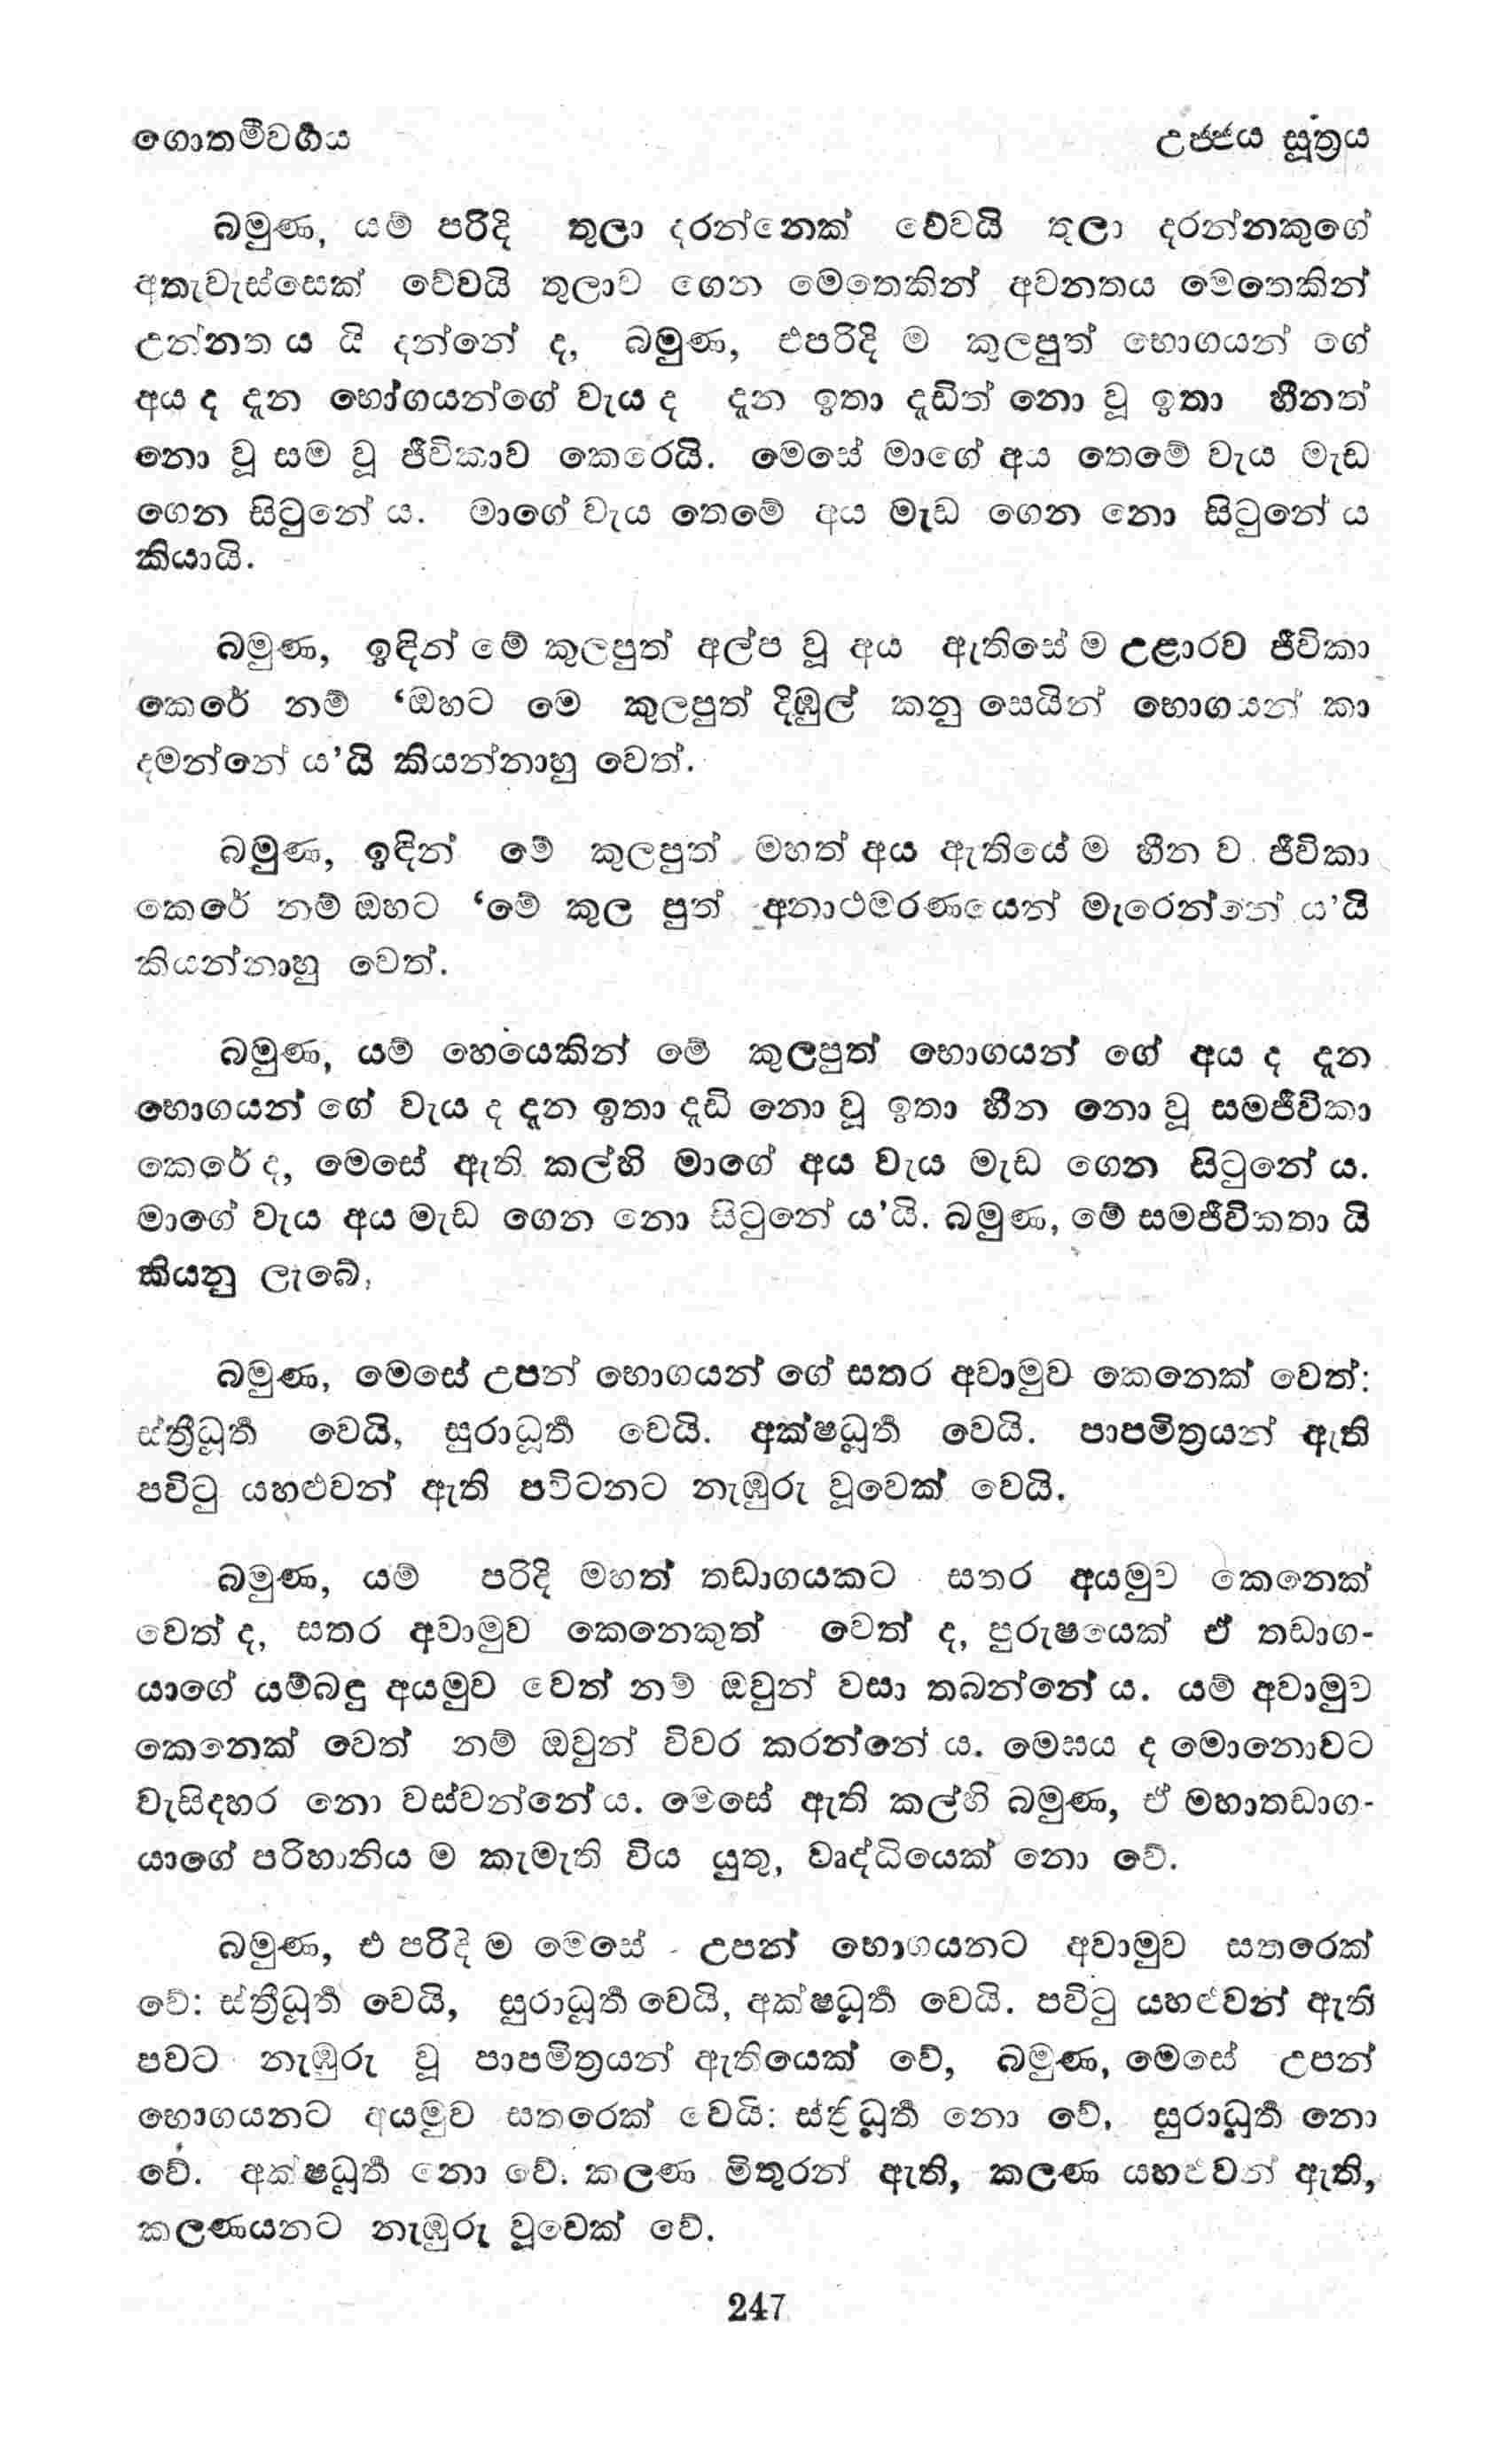 ගොතමීවර්‍ගය උජ්ජය සූත්‍රය
බමුණ, යම් පරිදි තුලා දරන්නෙක් වේවයි තුලා දරන්නකුගේ
අතැවැස්සෙක් වේවයි තුලාව ගෙන මෙතෙකින් අවනතය මෙතෙකින්
උන්නත ය යි දන්නේ ද, බමුණ, එපරිදි ම කුලපුත් භොගයන් ගේ
අය ද දැන භෝගයන්ගේ වැය ද දැන ඉතා දැඩිත් නො වූ ඉතා හීනත්
නො වූ සම වූ ජීවිකාව කෙරෙයි. මෙසේ මාගේ අය තෙමේ වැය මැඩ
ගෙන සිටුනේ ය. මාගේ වැය තෙමේ අය මැඩ ගෙන නො සිටුනේ ය
කියායි.
බමුණ, ඉඳින් මේ කුලපුත් අල්ප වූ අය ඇතිසේ ම උළාරව ජීවිකා
කෙරේ නම් ‘ඔහට මෙ කුලපුත් දිඹුල් කනු සෙයින් භොගයන් කා
දමන්නේ ය’යි කියන්නාහු වෙත්.
බමුණ, ඉඳින් මේ කුලපුත් මහත් අය ඇතියේ ම හීන ව ජීවිකා
කෙරේ නම් ඔහට ‘මේ කුල පුත් අනාථමරණයෙන් මැරෙන්නේ ය’යි
කියන්නාහු වෙත්.
බමුණ, යම් හෙයෙකින් මේ කුලපුත් භොගයන් ගේ අය ද දැන
භොගයන් ගේ වැය ද දැන ඉතා දැඩි නො වූ ඉතා හීන නො වූ සමජීවිකා
කෙරේ ද, මෙසේ ඇති කල්හි මාගේ අය වැය මැඩ ගෙන සිටුනේ ය.
මාගේ වැය අය මැඩ ගෙන නො සිටුනේ ය’යි. බමුණ, මේ සමජීවිකතා යි
කියනු ලැබේ,
බමුණ, මෙසේ උපන් භොගයන් ගේ සතර අවාමුව කෙනෙක් වෙත්:
ස්ත්‍රීධූර්‍ත වෙයි, සුරාධූර්‍ත වෙයි. අක්ෂධූර්‍ත වෙයි. පාපමිත්‍රයන් ඇති
පවිටු යහළුවන් ඇති පවිටනට නැඹුරු වූවෙක් වෙයි.
බමුණ, යම් පරිදි මහත් තඩාගයකට සතර අයමුව කෙනෙක්
වෙත් ද, සතර අවාමුව කෙනෙකුත් වෙත් ද, පුරුෂයෙක් ඒ තඩාග-
යාගේ යම්බඳු අයමුව වෙත් නම් ඔවුන් වසා තබන්නේ ය. යම් අවාමුව
කෙනෙක් වෙත් නම් ඔවුන් විවර කරන්නේ ය. මෙඝය ද මොනොවට
වැසිදහර නො වස්වන්නේ ය. මෙසේ ඇති කල්හි බමුණ, ඒ මහාතඩාග-
යාගේ පරිහානිය ම කැමැති විය යුතු, වෘද්ධියෙක් නො වේ.
බමුණ, එ පරිදි ම මෙසේ උපන් භොගයනට අවාමුව සතරෙක්
වේ: ස්ත්‍රීධූර්‍ත වෙයි, සුරාධූර්‍ත වෙයි, අක්ෂධූර්‍ත වෙයි. පවිටු යහළුවන් ඇති
පවට නැඹුරු වූ පාපමිත්‍රයන් ඇතියෙක් වේ, බමුණ, මෙසේ උපන්
භොගයනට අයමුව සතරෙක් වෙයි: ස්ත්‍රීධූර්‍ත නො වේ, සුරාධූර්‍ත නො
වේ. අක්ෂධූර්‍ත නො වේ. කලණ මිතුරන් ඇති, කලණ යහළුවන් ඇති,
කලණයනට නැඹුරු වූවෙක් වේ.
247